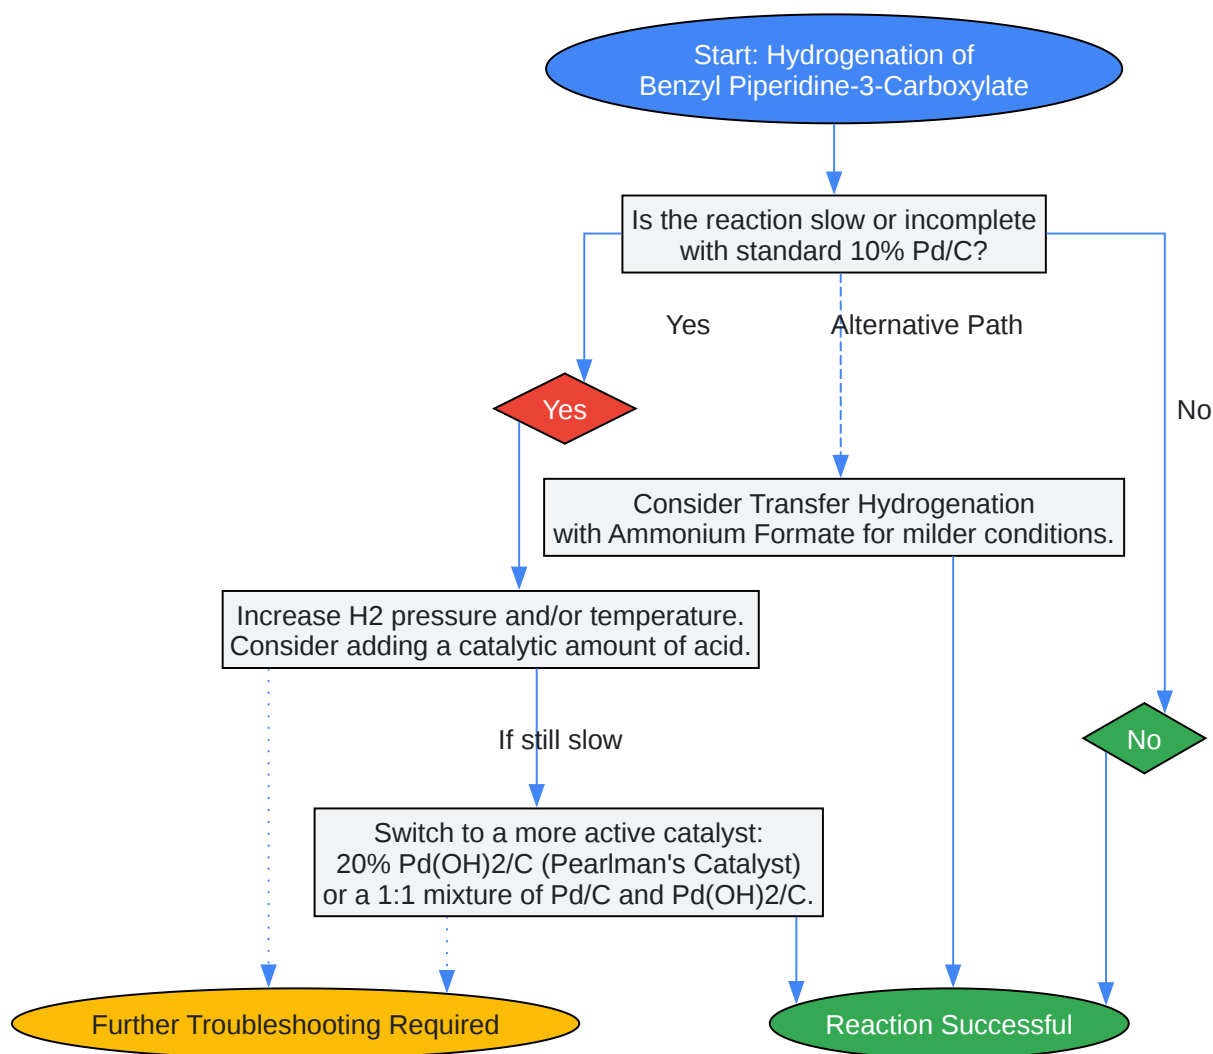 Start: Hydrogenation of
Benzyl Piperidine-3-Carboxylate
Is the reaction slow or incomplete
with standard 10% Pd/C?
Yes
Alternative Path
Yes
No
Consider Transfer Hydrogenation
with Ammonium Formate for milder conditions.
Increase H2 pressure and/or temperature.
Consider adding a catalytic amount of acid.
If still slow
No
Switch to a more active catalyst:
20% Pd(OH)2/C (Pearlman's Catalyst)
or a 1:1 mixture of Pd/C and Pd(OH)2/C.
Further Troubleshooting Required
Reaction Successful